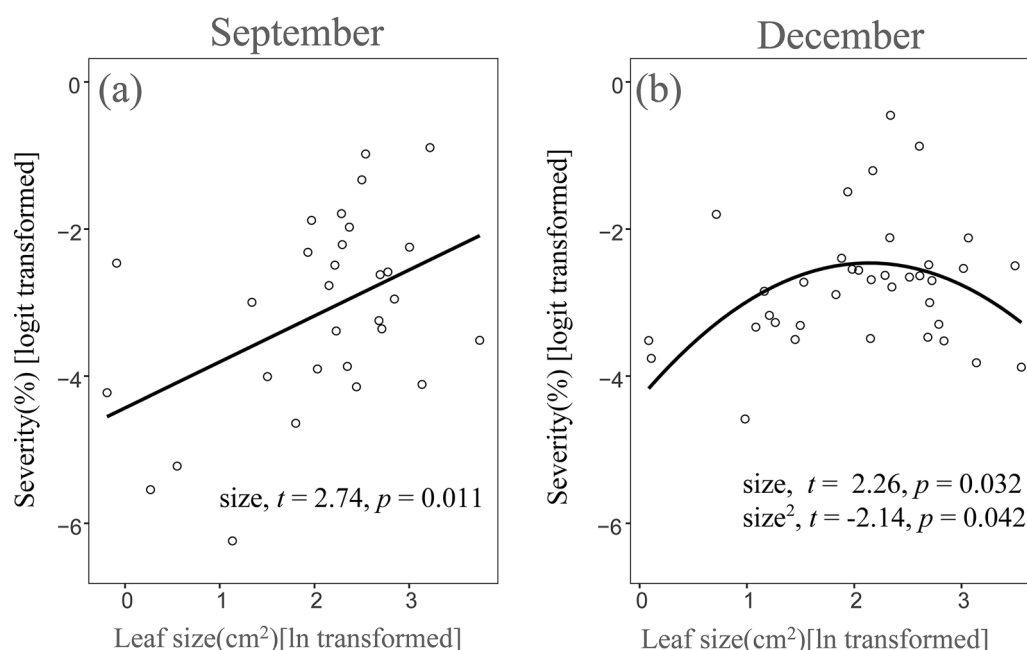 September
(a)
0
−2
−4
−6
Severity(%) [logit transformed]
size, t = 2.74, p = 0.011
0
1
2
3
Leaf size(cm²)[ln transformed]
December
(b)
0
−2
−4
−6
Severity(%) [logit transformed]
size, t = 2.26, p = 0.032
size², t = -2.14, p = 0.042
0
1
2
3
Leaf size(cm²)[ln transformed]